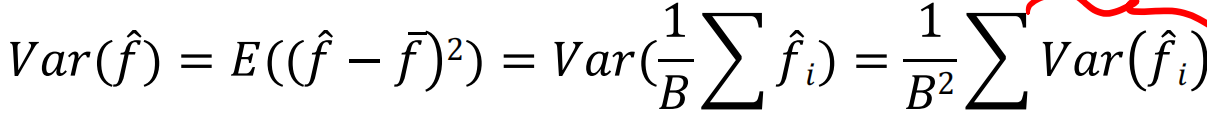 Var(f̂) = E((f̂ − f̄)²) = Var(1/B ∑ f̂ᵢ) = 1/B² ∑ Var(f̂ᵢ)